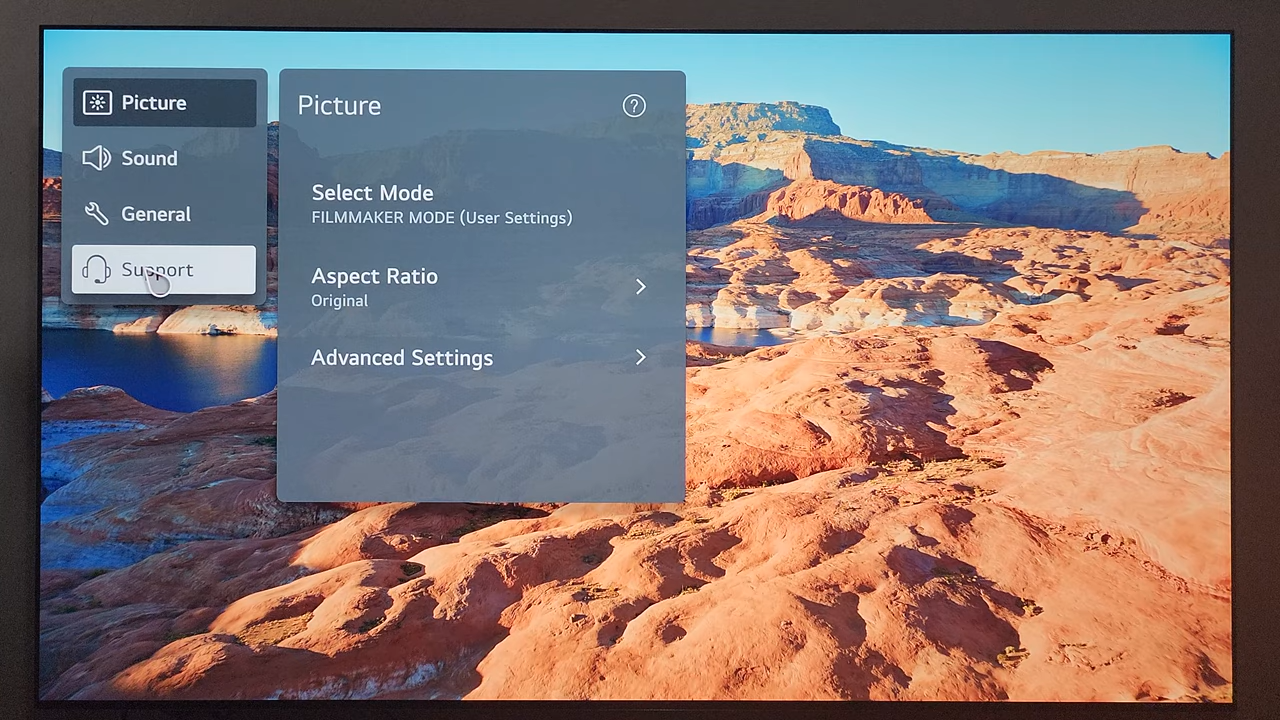 Picture
Sound
General
Support
Picture
?
Select Mode
FILMMAKER MODE (User Settings)
Aspect Ratio
Original
Advanced Settings